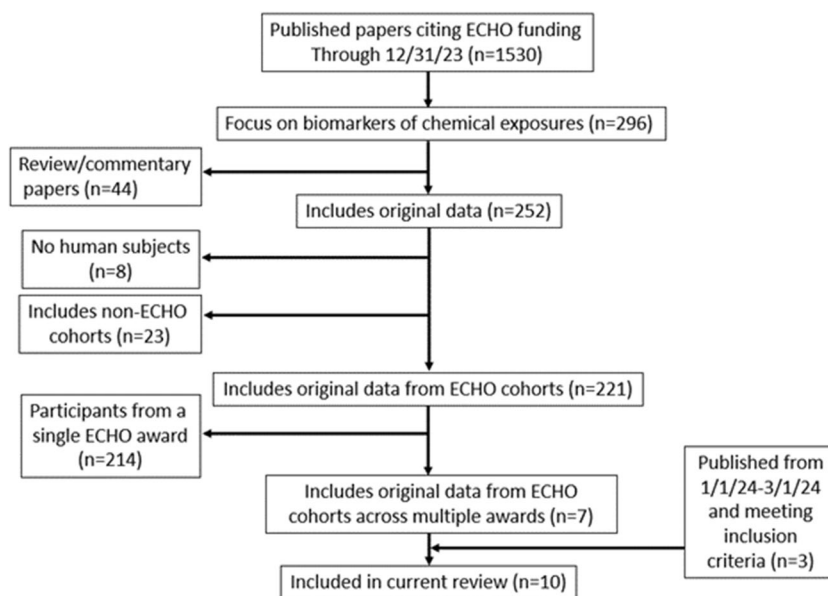 Published papers citing ECHO funding
Through 12/31/23 (n=1530)
Focus on biomarkers of chemical exposures (n=296)
Review/commentary
papers (n=44)
Includes original data (n=252)
No human subjects
(n=8)
Includes non-ECHO
cohorts (n=23)
Includes original data from ECHO cohorts (n=221)
Participants from a
single ECHO award
(n=214)
Includes original data from ECHO
cohorts across multiple awards (n=7)
Published from
1/1/24-3/1/24
and meeting
inclusion
criteria (n=3)
Included in current review (n=10)